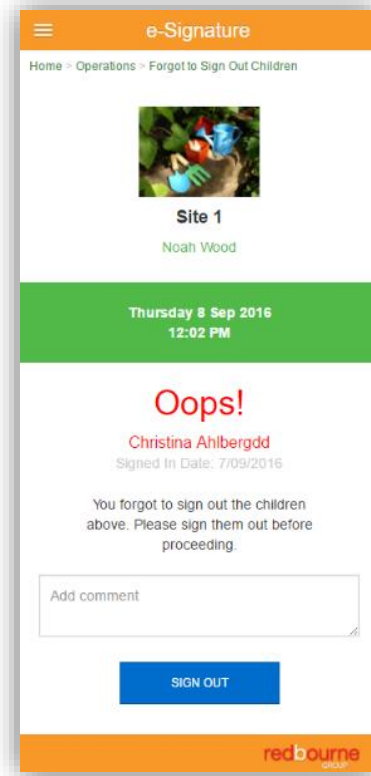 e-Signature
Home > Operations > Forgot to Sign Out Children
Site 1
Noah Wood
Thursday 8 Sep 2016
12:02 PM
Oops!
Christina Ahlbergdd
Signed In Date: 7/09/2016
You forgot to sign out the children
above. Please sign them out before
proceeding.
Add comment
SIGN OUT
redbourne
GROUP